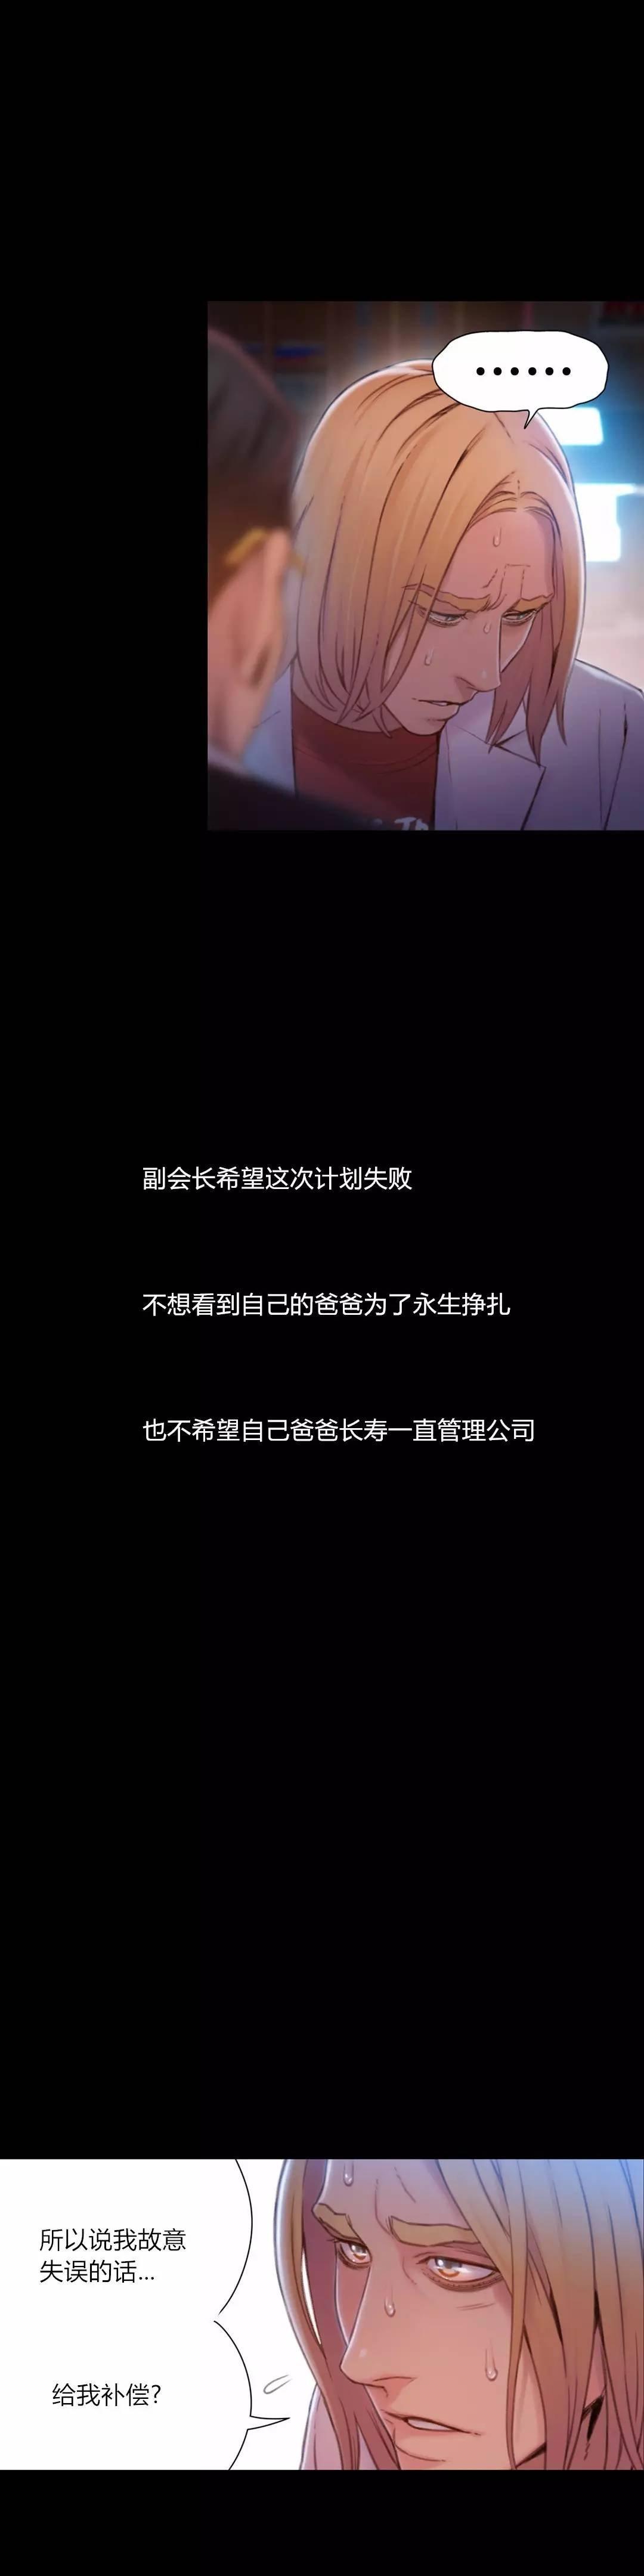 ······
Th
副会长希望这次计划失败
不想看到自己的爸爸为了永生挣扎
也不希望自己爸爸长寿一直管理公司
所以说我故意
失误的话...
给我补偿?